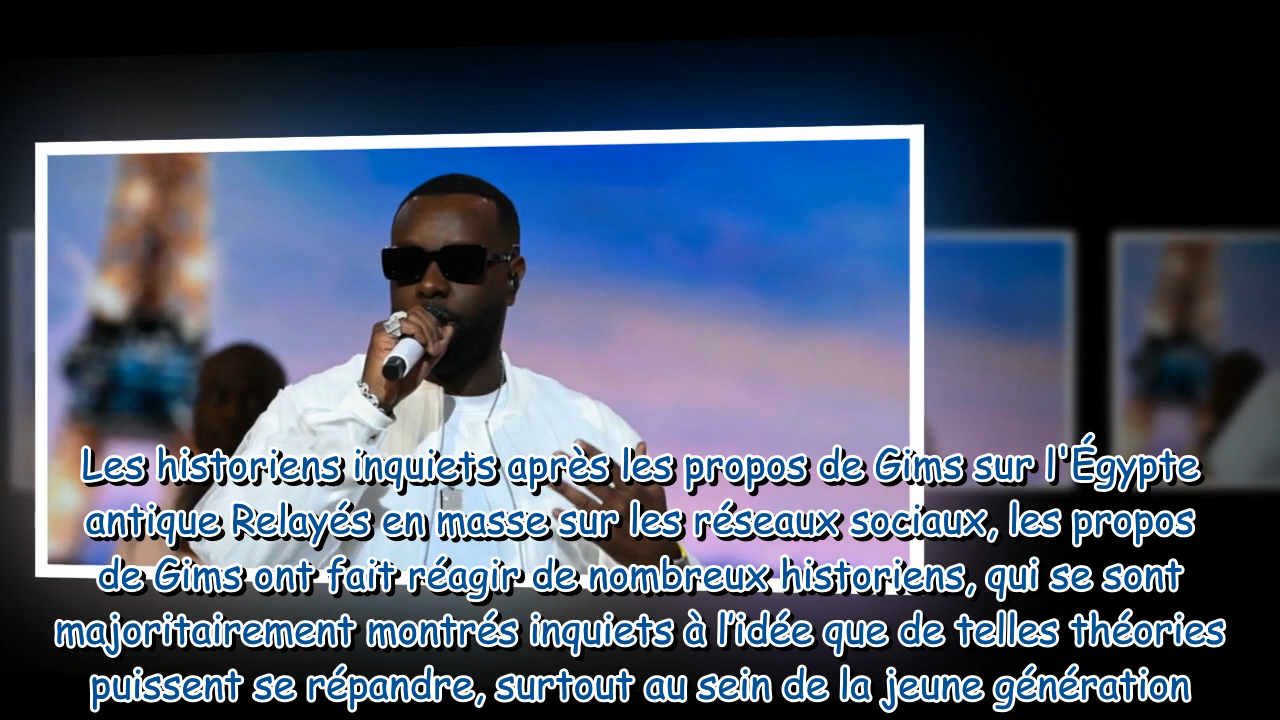 Les historiens inquiets après les propos de Gims sur l'Égypte
antique Relayés en masse sur les réseaux sociaux, les propos
de Gims ont fait réagir de nombreux historiens, qui se sont
majoritairement montrés inquiets à l’idée que de telles théories
puissent se répandre, surtout au sein de la jeune génération